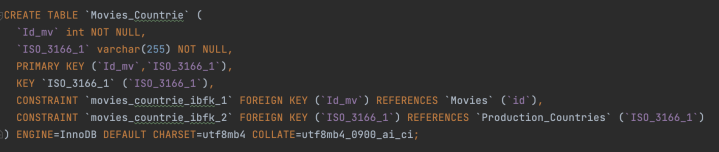 CREATE TABLE `Movies_Countrie` (
`Id_mv` int NOT NULL,
`ISO_3166_1` varchar(255) NOT NULL,
PRIMARY KEY (`Id_mv`,`ISO_3166_1`),
KEY `ISO_3166_1` (`ISO_3166_1`),
CONSTRAINT `movies_countrie_ibfk_1` FOREIGN KEY (`Id_mv`) REFERENCES `Movies` (`id`),
CONSTRAINT `movies_countrie_ibfk_2` FOREIGN KEY (`ISO_3166_1`) REFERENCES `Production_Countries` (`ISO_3166_1`)
) ENGINE=InnoDB DEFAULT CHARSET=utf8mb4 COLLATE=utf8mb4_0900_ai_ci;